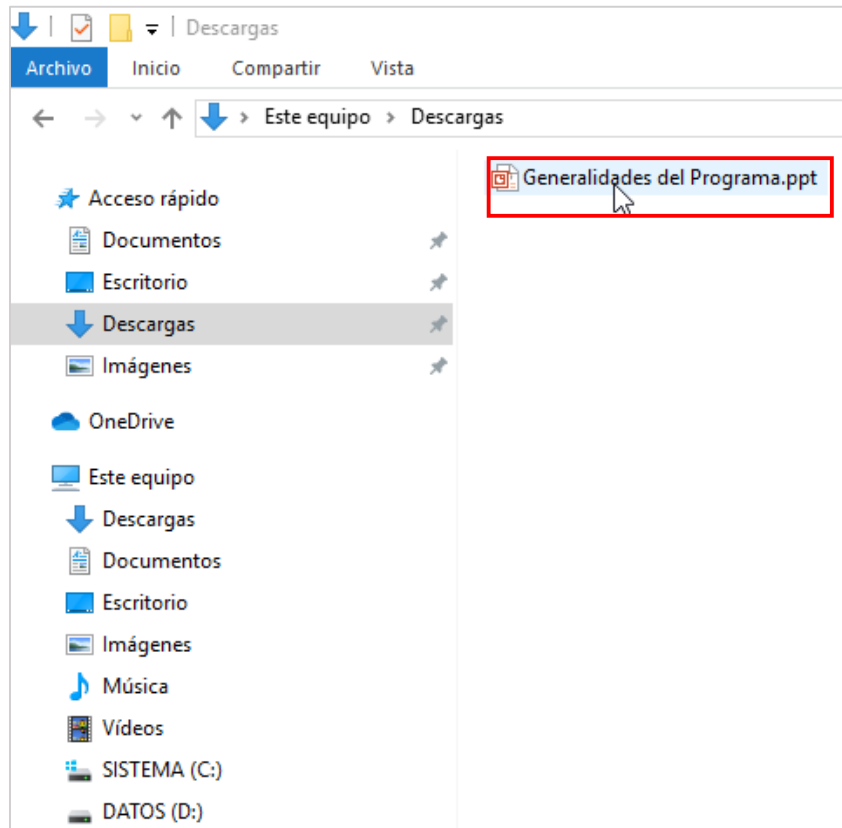 Descargas
Archivo Inicio Compartir Vista
Este equipo > Descargas
Acceso rápido
Documentos
Escritorio
Descargas
Imágenes
OneDrive
Este equipo
Descargas
Documentos
Escritorio
Imágenes
Música
Vídeos
SISTEMA (C:)
DATOS (D:)
Generalidades del Programa.ppt